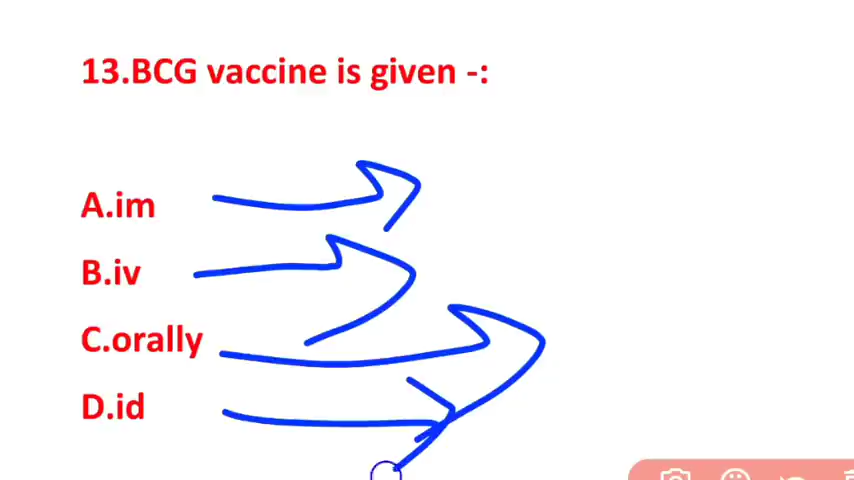 13.BCG vaccine is given -:
A.im
B.iv
C.orally
D.id